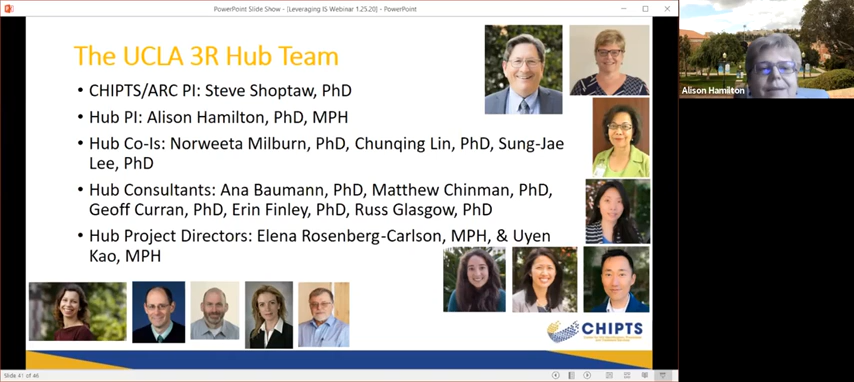 PowerPoint Slide Show - [Leveraging IS Webinar 1.25.20] - PowerPoint
The UCLA 3R Hub Team
• CHIPTS/ARC PI: Steve Shoptaw, PhD
• Hub PI: Alison Hamilton, PhD, MPH
• Hub Co-Is: Norweeta Milburn, PhD, Chunqing Lin, PhD, Sung-Jae
Lee, PhD
• Hub Consultants: Ana Baumann, PhD, Matthew Chinman, PhD,
Geoff Curran, PhD, Erin Finley, PhD, Russ Glasgow, PhD
• Hub Project Directors: Elena Rosenberg-Carlson, MPH, & Uyen
Kao, MPH
CHIPTS
Slide 41 of 46
Alison Hamilton